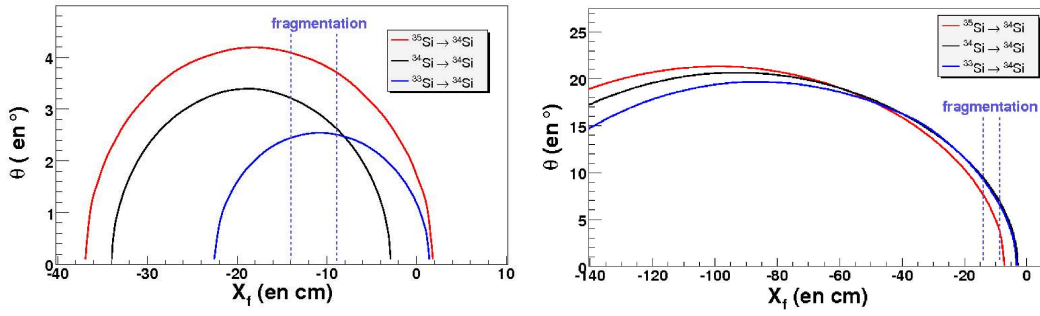 fragmentation
³⁵Si → ³⁴Si
³⁴Si → ³⁴Si
³³Si → ³⁴Si
θ ( en °)
4
3
2
1
0
-40 -30 -20 -10 0 10
X_f (en cm)
³⁵Si → ³⁴Si
³⁴Si → ³⁴Si
³³Si → ³⁴Si
fragmentation
θ ( en °)
25
20
15
10
5
0
-140 -120 -100 -80 -60 -40 -20 0
X_f (en cm)